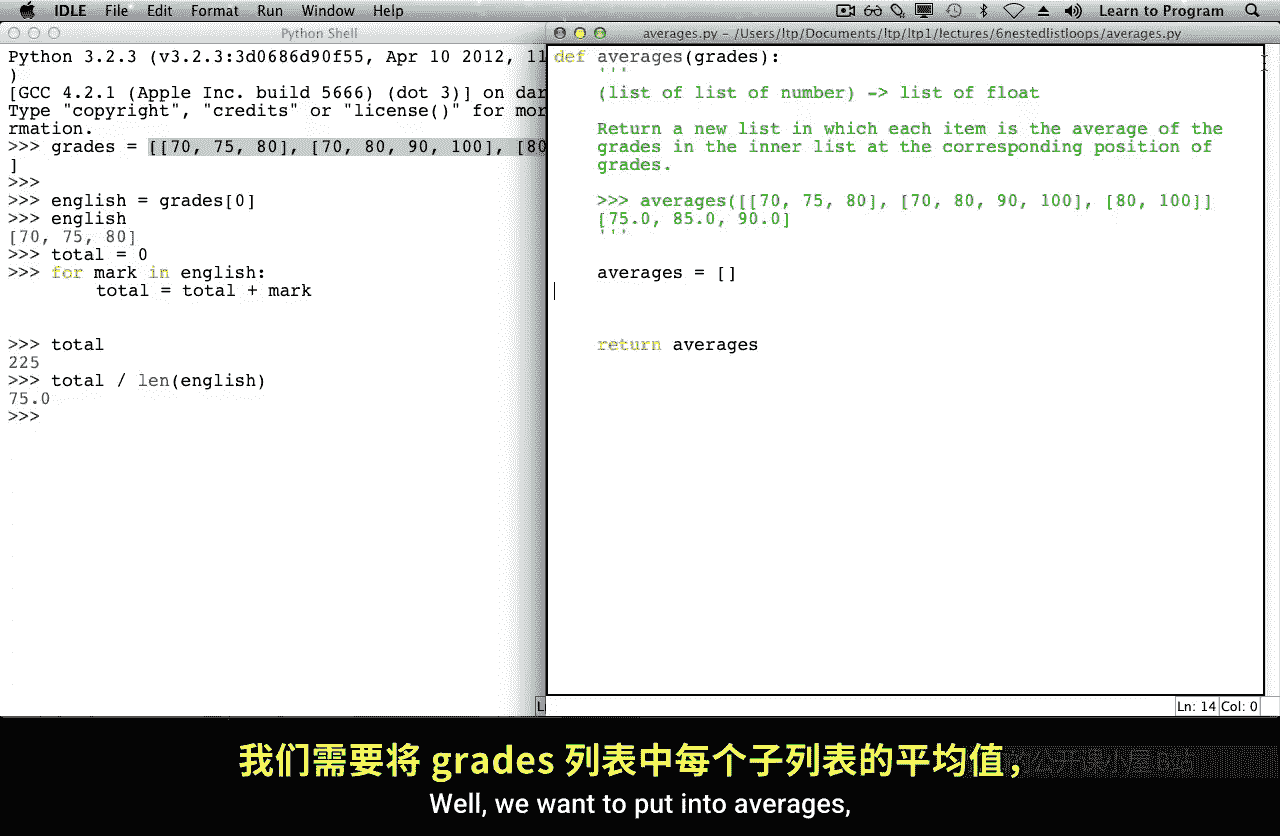 IDLE File Edit Format Run Window Help Learn to Program
Python Shell
Python 3.2.3 (v3.2.3:3d0686d90f55, Apr 10 2012, 11
)
[GCC 4.2.1 (Apple Inc. build 5666) (dot 3)] on dar
Type "copyright", "credits" or "license()" for mor
rmation.
>>> grades = [[70, 75, 80], [70, 80, 90, 100], [80
]
>>>
>>> english = grades[0]
>>> english
[70, 75, 80]
>>> total = 0
>>> for mark in english:
total = total + mark
>>> total
225
>>> total / len(english)
75.0
>>>
averages.py - /Users/ltp/Documents/ltp/ltp1/lectures/6nestedlistloops/averages.py
def averages(grades):
'''
(list of list of number) -> list of float
Return a new list in which each item is the average of the
grades in the inner list at the corresponding position of
grades.
>>> averages([[70, 75, 80], [70, 80, 90, 100], [80, 100]]
[75.0, 85.0, 90.0]
'''
averages = []
return averages
Ln: 14 Col: 0
我们需要将 grades 列表中每个子列表的平均值，
Well, we want to put into averages,